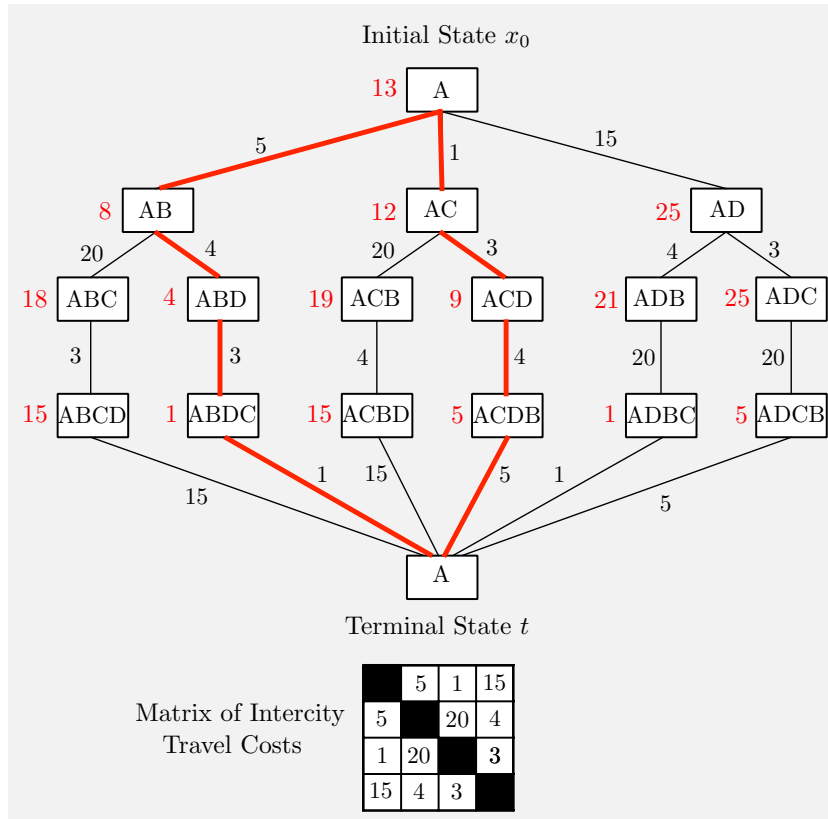 Initial State x₀
13 A
5 1 15
8 AB 12 AC 25 AD
20 4 20 3 4 3
18 ABC 4 ABD 19 ACB 9 ACD 21 ADB 25 ADC
3 3 4 4 20 20
15 ABCD 1 ABDC 15 ACBD 5 ACDB 1 ADBC 5 ADCB
15 1 15 5 1 5
A
Terminal State t
Matrix of Intercity
Travel Costs
5 1 15
5 20 4
1 20 3
15 4 3